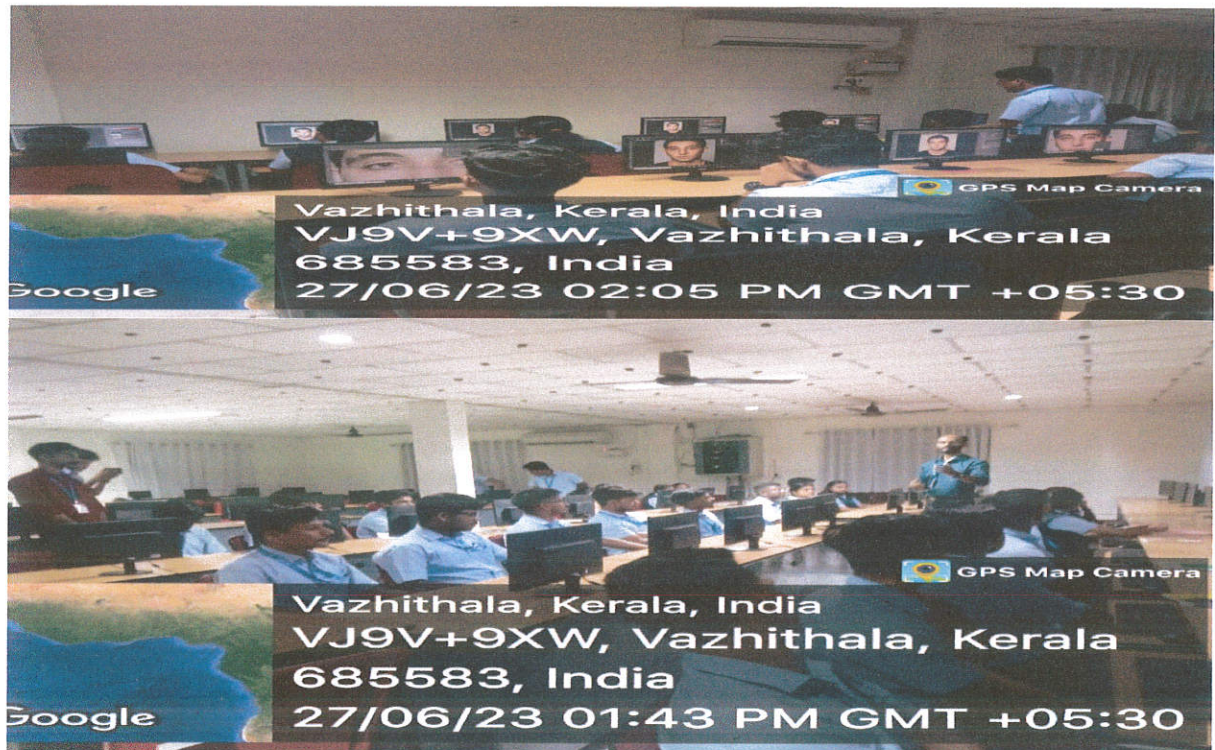 GPS Map Camera
Vazhithala, Kerala, India
VJ9V+9XW, Vazhithala, Kerala
685583, India
27/06/23 02:05 PM GMT +05:30
Google
GPS Map Camera
Vazhithala, Kerala, India
VJ9V+9XW, Vazhithala, Kerala
685583, India
27/06/23 01:43 PM GMT +05:30
Google